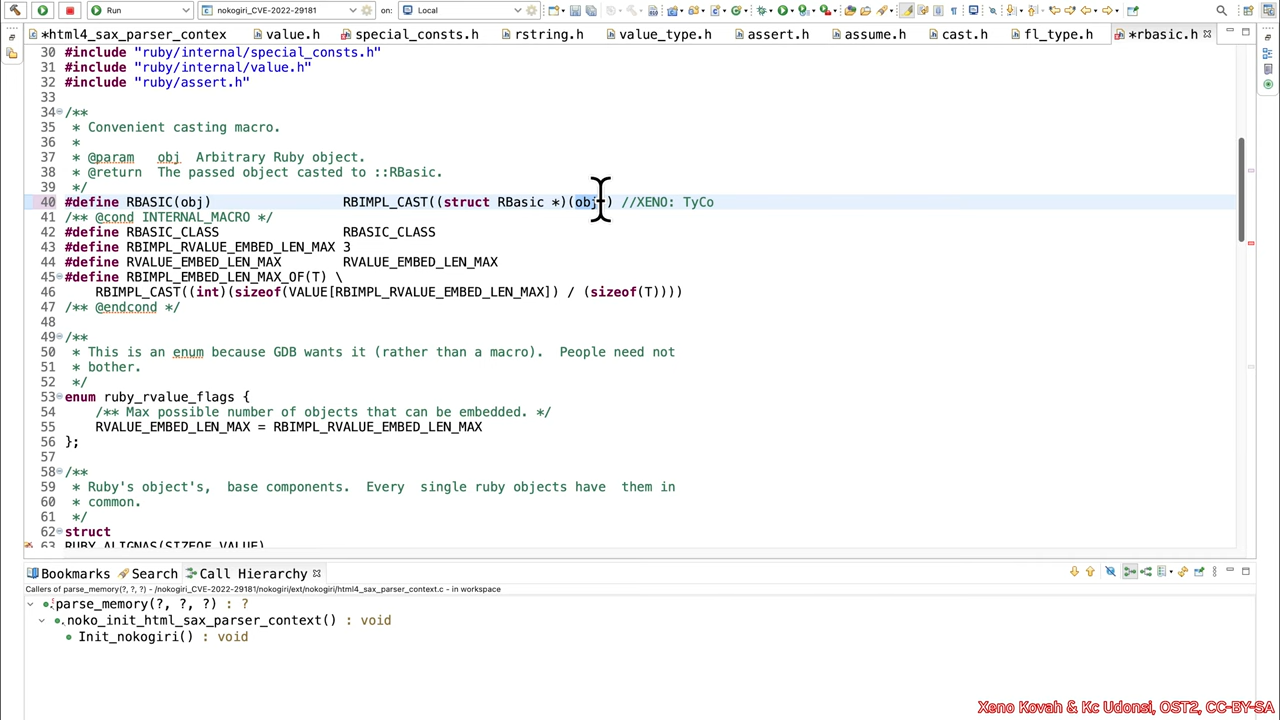 Run nokogiri_CVE-2022-29181 on: Local
*html4_sax_parser_contex value.h special_consts.h rstring.h value_type.h assert.h assume.h cast.h fl_type.h *rbasic.h
30 #include "ruby/internal/special_consts.h"
31 #include "ruby/internal/value.h"
32 #include "ruby/assert.h"
33
34 /**
35  * Convenient casting macro.
36  *
37  * @param   obj  Arbitrary Ruby object.
38  * @return  The passed object casted to ::RBasic.
39  */
40 #define RBASIC(obj)                 RBIMPL_CAST((struct RBasic *)(obj)) //XENO: TyCo
41 /** @cond INTERNAL_MACRO */
42 #define RBASIC_CLASS                RBASIC_CLASS
43 #define RBIMPL_RVALUE_EMBED_LEN_MAX 3
44 #define RVALUE_EMBED_LEN_MAX        RVALUE_EMBED_LEN_MAX
45 #define RBIMPL_EMBED_LEN_MAX_OF(T) \
46     RBIMPL_CAST((int)(sizeof(VALUE[RBIMPL_RVALUE_EMBED_LEN_MAX]) / (sizeof(T))))
47 /** @endcond */
48
49 /**
50  * This is an enum because GDB wants it (rather than a macro).  People need not
51  * bother.
52  */
53 enum ruby_rvalue_flags {
54     /** Max possible number of objects that can be embedded. */
55     RVALUE_EMBED_LEN_MAX = RBIMPL_RVALUE_EMBED_LEN_MAX
56 };
57
58 /**
59  * Ruby's object's,  base components.  Every  single ruby objects have  them in
60  * common.
61  */
62 struct
63 RUBY_ALIGNAS(SIZEOF_VALUE)
Bookmarks Search Call Hierarchy
Callers of parse_memory(?, ?, ?) - /nokogiri_CVE-2022-29181/nokogiri/ext/nokogiri/html4_sax_parser_context.c - in workspace
parse_memory(?, ?, ?) : ?
noko_init_html_sax_parser_context() : void
Init_nokogiri() : void
Xeno Kovah & Kc Udonsi, OST2, CC-BY-SA